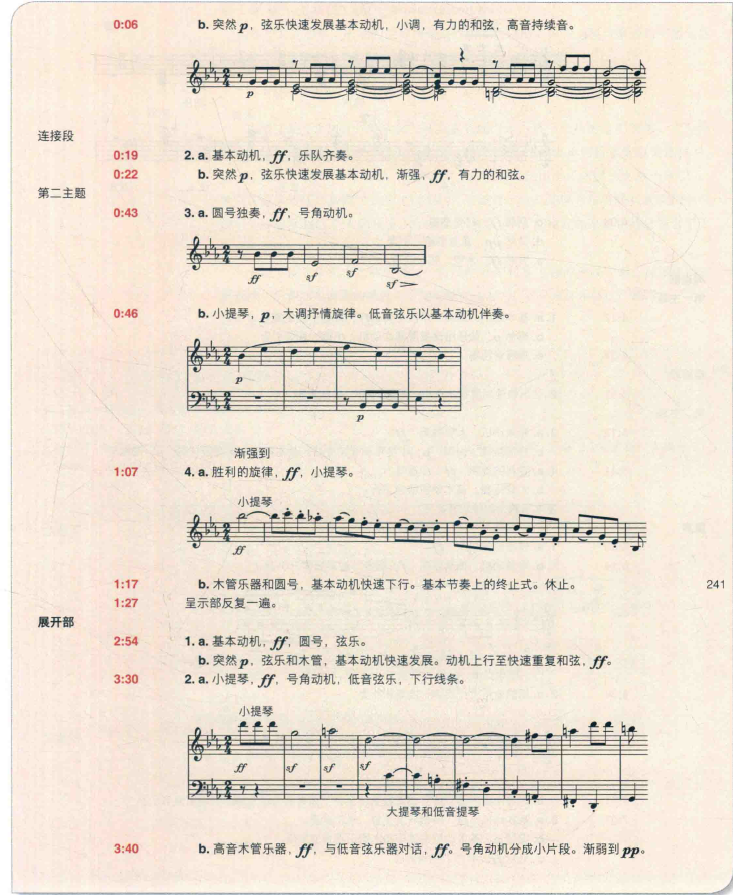 0:06 b. 突然 p，弦乐快速发展基本动机，小调，有力的和弦，高音持续音。
p
连接段
0:19 2. a. 基本动机，ff，乐队齐奏。
0:22 b. 突然 p，弦乐快速发展基本动机，渐强，ff，有力的和弦。
第二主题
0:43 3. a. 圆号独奏，ff，号角动机。
ff sf sf sf
0:46 b. 小提琴，p，大调抒情旋律。低音弦乐以基本动机伴奏。
p
p
渐强到
1:07 4. a. 胜利的旋律，ff，小提琴。
小提琴
ff
1:17 b. 木管乐器和圆号，基本动机快速下行。基本节奏上的终止式。休止。
241
1:27 呈示部反复一遍。
展开部
2:54 1. a. 基本动机，ff，圆号，弦乐。
b. 突然 p，弦乐和木管，基本动机快速发展。动机上行至快速重复和弦，ff。
3:30 2. a. 小提琴，ff，号角动机，低音弦乐，下行线条。
小提琴
ff sf sf sf
大提琴和低音提琴
3:40 b. 高音木管乐器，ff，与低音弦乐器对话，ff。号角动机分成小片段。渐弱到 pp。